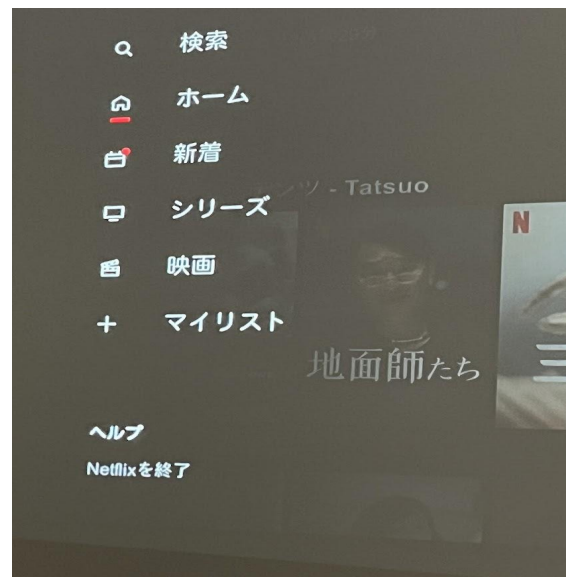 検索
ホーム
新着
シリーズ
映画
マイリスト
ヘルプ
Netflixを終了
ンツ - Tatsuo
N
地面師たち
三